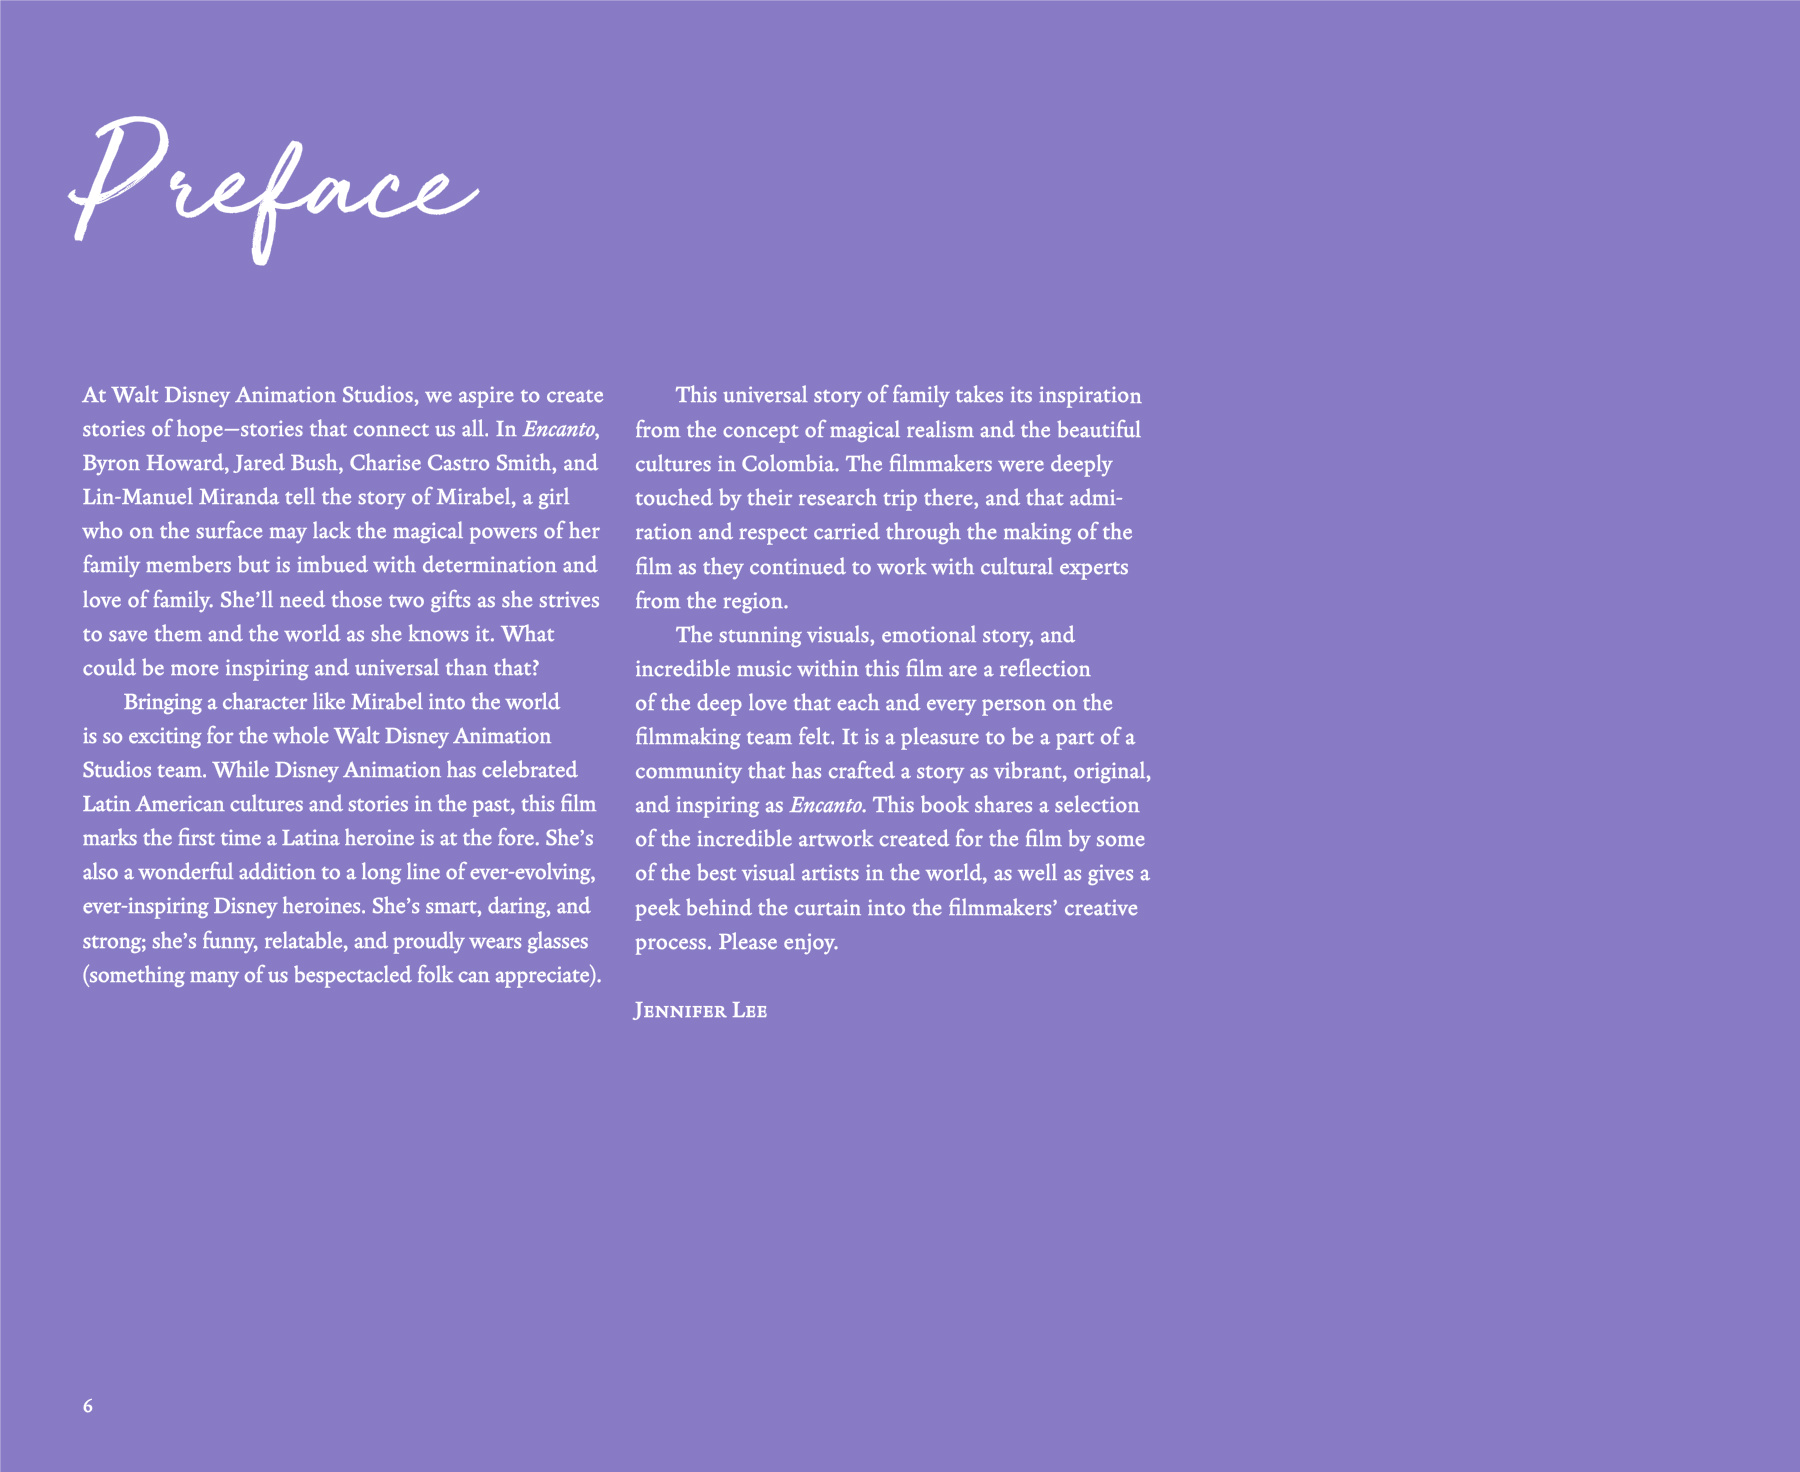 Preface
At Walt Disney Animation Studios, we aspire to create
stories of hope—stories that connect us all. In Encanto,
Byron Howard, Jared Bush, Charise Castro Smith, and
Lin-Manuel Miranda tell the story of Mirabel, a girl
who on the surface may lack the magical powers of her
family members but is imbued with determination and
love of family. She’ll need those two gifts as she strives
to save them and the world as she knows it. What
could be more inspiring and universal than that?
Bringing a character like Mirabel into the world
is so exciting for the whole Walt Disney Animation
Studios team. While Disney Animation has celebrated
Latin American cultures and stories in the past, this film
marks the first time a Latina heroine is at the fore. She’s
also a wonderful addition to a long line of ever-evolving,
ever-inspiring Disney heroines. She’s smart, daring, and
strong; she’s funny, relatable, and proudly wears glasses
(something many of us bespectacled folk can appreciate).
This universal story of family takes its inspiration
from the concept of magical realism and the beautiful
cultures in Colombia. The filmmakers were deeply
touched by their research trip there, and that admi-
ration and respect carried through the making of the
film as they continued to work with cultural experts
from the region.
The stunning visuals, emotional story, and
incredible music within this film are a reflection
of the deep love that each and every person on the
filmmaking team felt. It is a pleasure to be a part of a
community that has crafted a story as vibrant, original,
and inspiring as Encanto. This book shares a selection
of the incredible artwork created for the film by some
of the best visual artists in the world, as well as gives a
peek behind the curtain into the filmmakers’ creative
process. Please enjoy.
Jennifer Lee
6